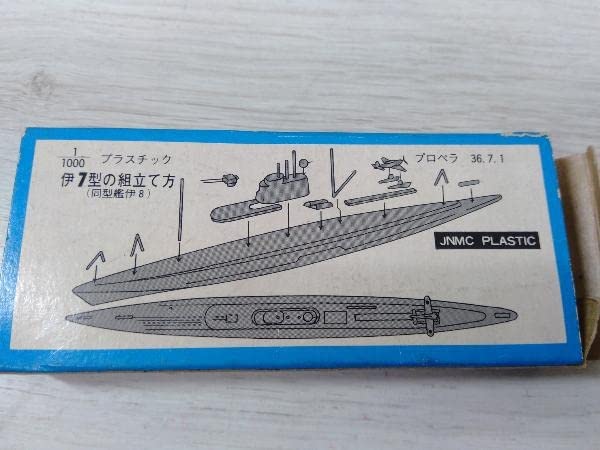 1/1000 プラスチック
伊7型の組立て方
(同型艦伊8)
プロペラ 36.7.1
JNMC PLASTIC